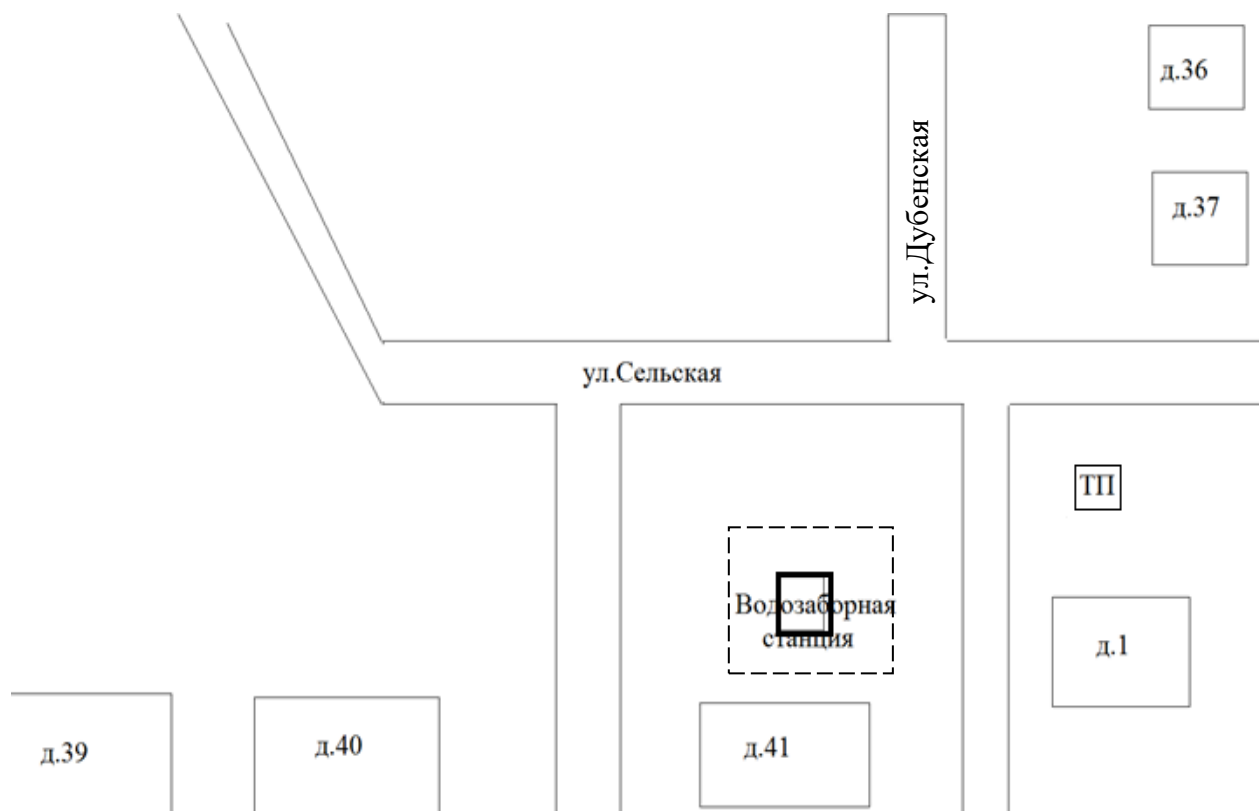 д.36
д.37
ул.Дубенская
ул.Сельская
ТП
Водозаборная
станция
д.1
д.39
д.40
д.41